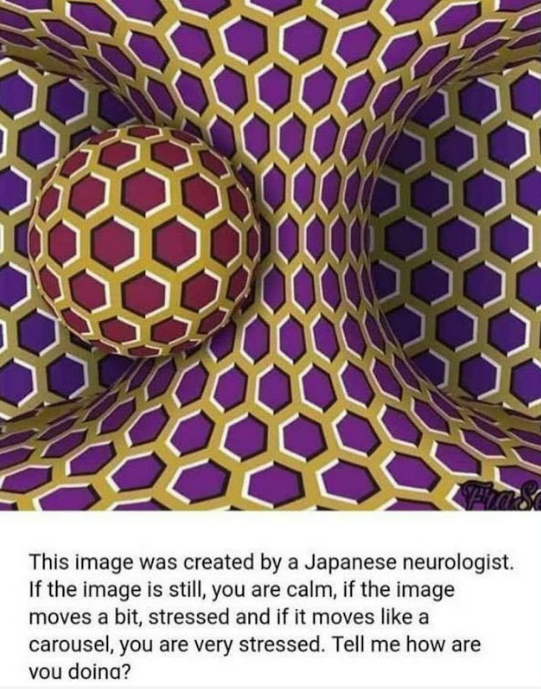 This image was created by a Japanese neurologist.
If the image is still, you are calm, if the image
moves a bit, stressed and if it moves like a
carousel, you are very stressed. Tell me how are
you doing?